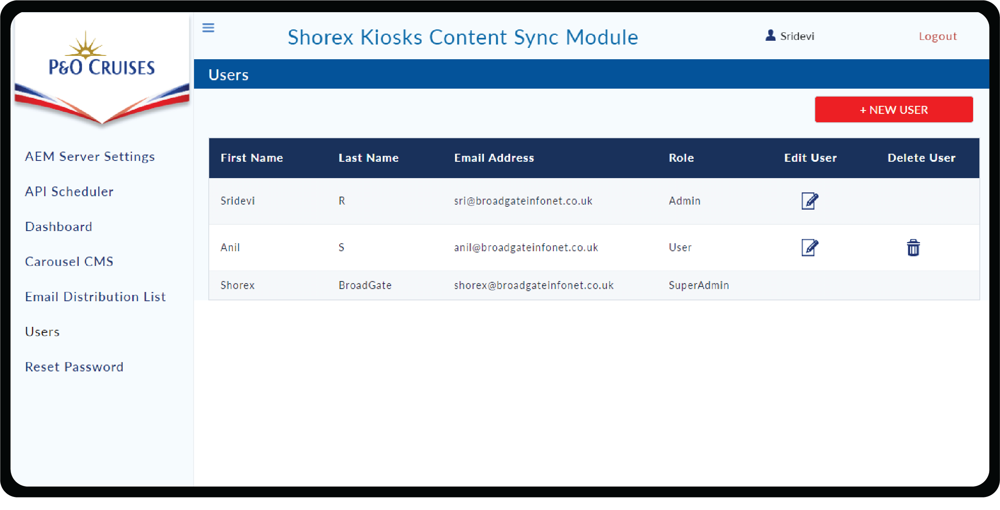 P&O CRUISES
Shorex Kiosks Content Sync Module
Sridevi
Logout
Users
+ NEW USER
AEM Server Settings
API Scheduler
Dashboard
Carousel CMS
Email Distribution List
Users
Reset Password
First Name Last Name Email Address Role Edit User Delete User
Sridevi R sri@broadgateinfonet.co.uk Admin
Anil S anil@broadgateinfonet.co.uk User
Shorex BroadGate shorex@broadgateinfonet.co.uk SuperAdmin